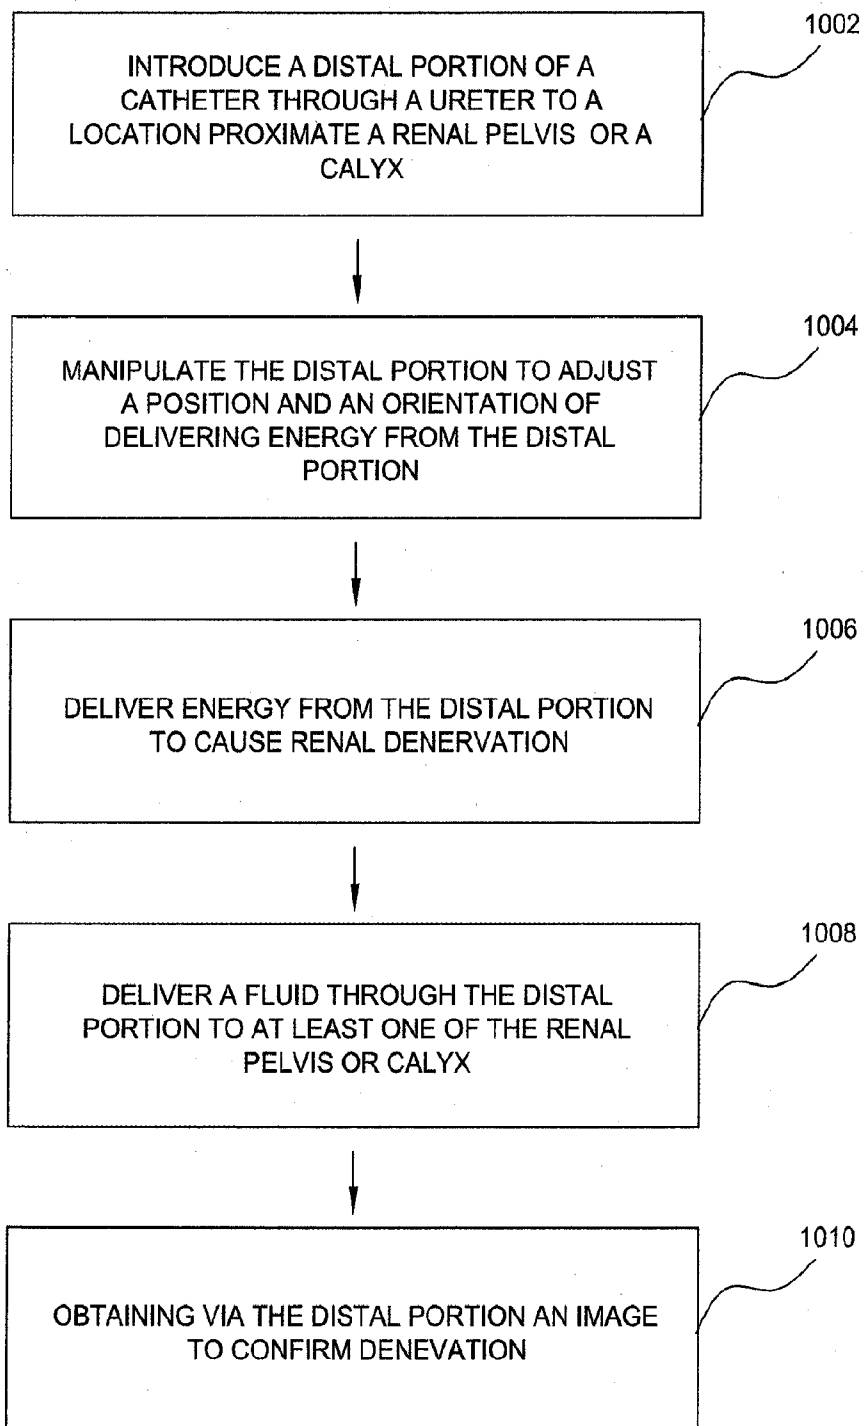 1002
INTRODUCE A DISTAL PORTION OF A
CATHETER THROUGH A URETER TO A
LOCATION PROXIMATE A RENAL PELVIS OR A
CALYX
1004
MANIPULATE THE DISTAL PORTION TO ADJUST
A POSITION AND AN ORIENTATION OF
DELIVERING ENERGY FROM THE DISTAL
PORTION
1006
DELIVER ENERGY FROM THE DISTAL PORTION
TO CAUSE RENAL DENERVATION
1008
DELIVER A FLUID THROUGH THE DISTAL
PORTION TO AT LEAST ONE OF THE RENAL
PELVIS OR CALYX
1010
OBTAINING VIA THE DISTAL PORTION AN IMAGE
TO CONFIRM DENEVATION